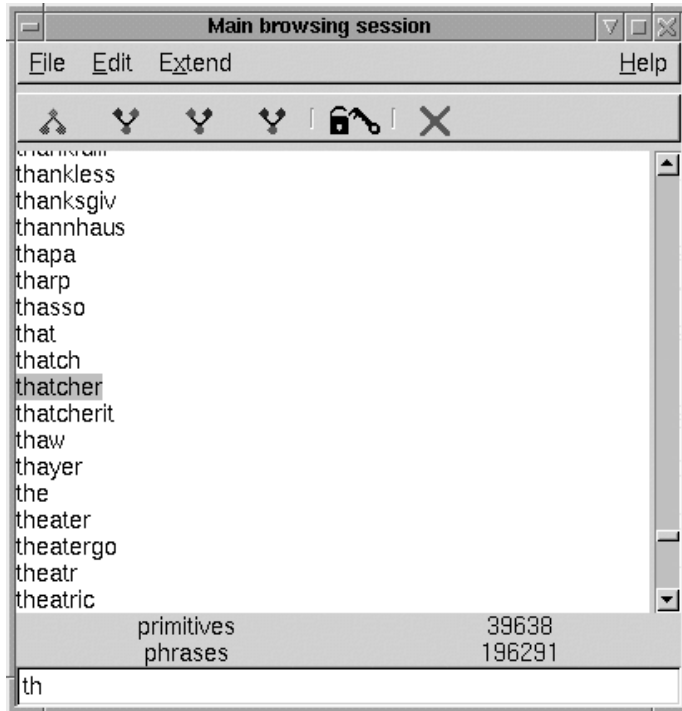 Main browsing session
File Edit Extend Help
thankless
thanksgiv
thannhaus
thapa
tharp
thasso
that
thatch
thatcher
thatcherit
thaw
thayer
the
theater
theatergo
theatr
theatric
primitives 39638
phrases 196291
th